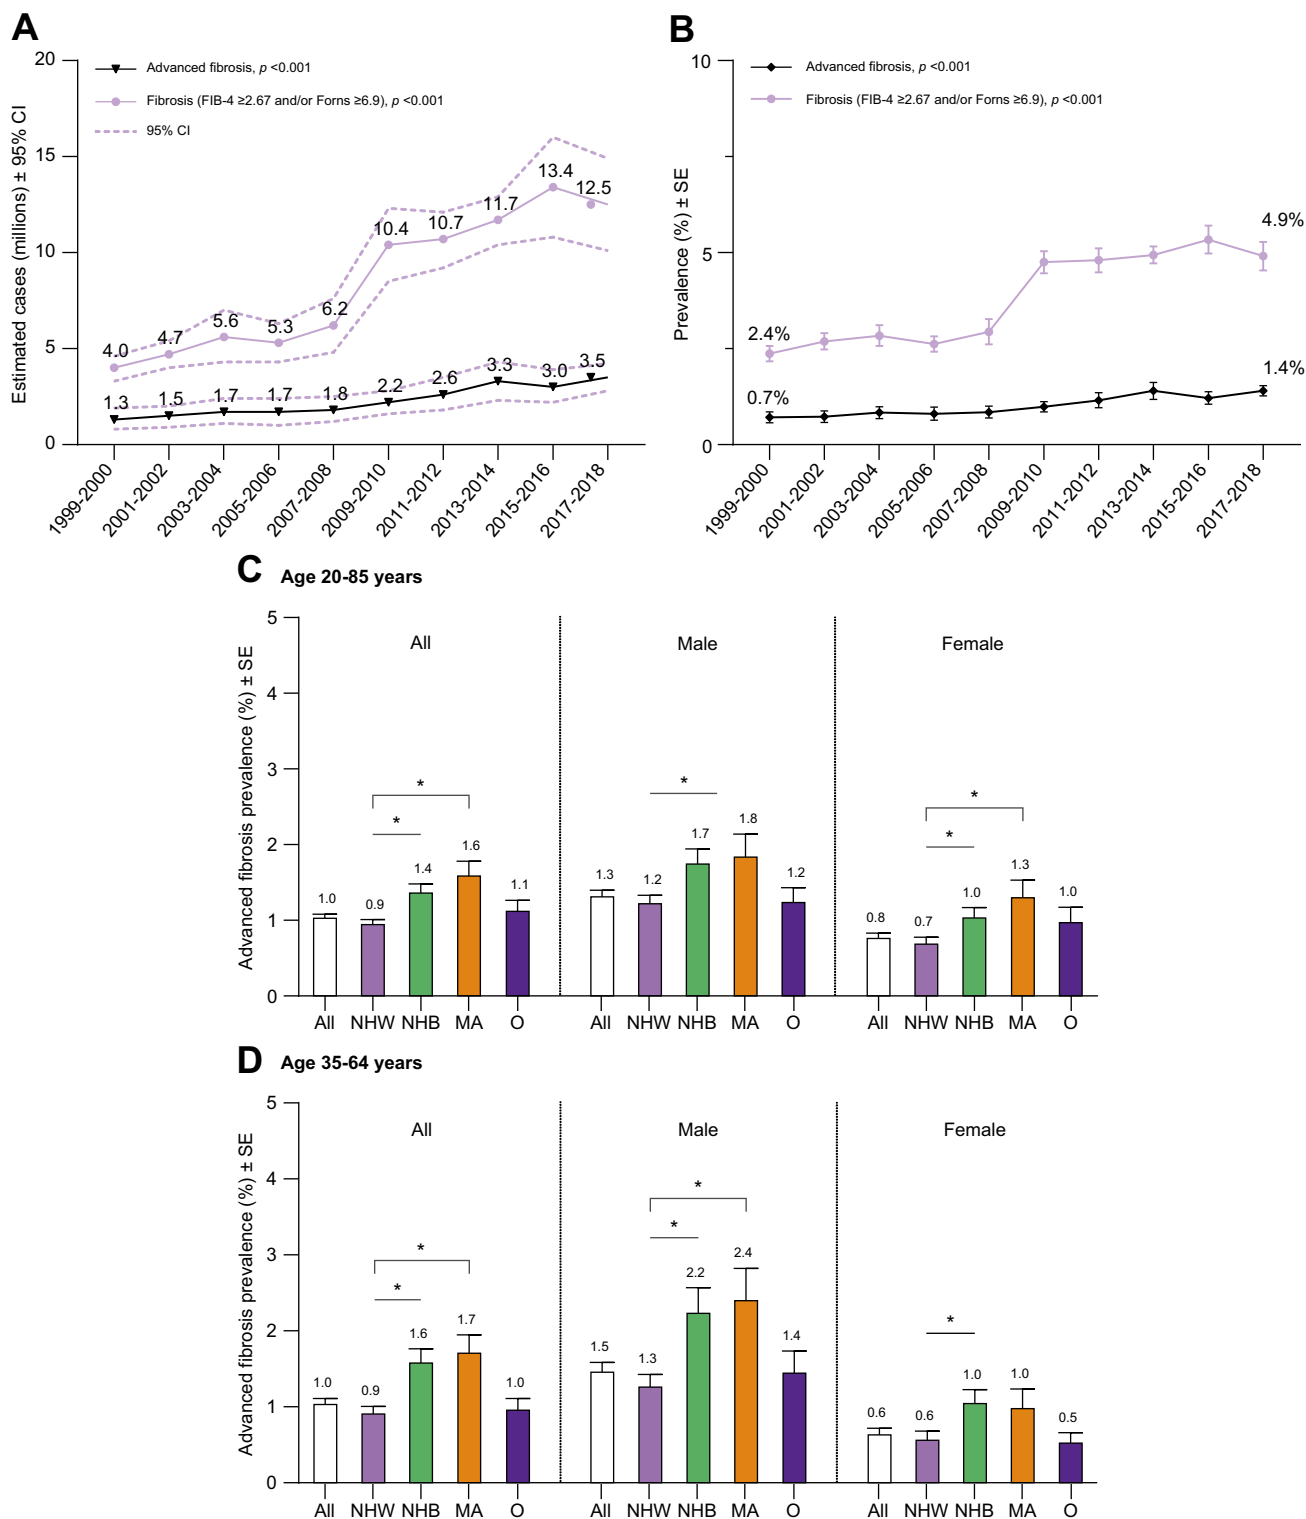 A
Estimated cases (millions) ± 95% CI
20
15
10
5
0
Advanced fibrosis, p <0.001
Fibrosis (FIB-4 ≥2.67 and/or Forns ≥6.9), p <0.001
95% CI
4.0 4.7 5.6 5.3 6.2 10.4 10.7 11.7 13.4 12.5
1.3 1.5 1.7 1.7 1.8 2.2 2.6 3.3 3.0 3.5
1999-2000 2001-2002 2003-2004 2005-2006 2007-2008 2009-2010 2011-2012 2013-2014 2015-2016 2017-2018
B
Prevalence (%) ± SE
10
5
0
Advanced fibrosis, p <0.001
Fibrosis (FIB-4 ≥2.67 and/or Forns ≥6.9), p <0.001
2.4% 4.9%
0.7% 1.4%
1999-2000 2001-2002 2003-2004 2005-2006 2007-2008 2009-2010 2011-2012 2013-2014 2015-2016 2017-2018
C Age 20-85 years
Advanced fibrosis prevalence (%) ± SE
5
4
3
2
1
0
All Male Female
* * * * *
1.0 0.9 1.4 1.6 1.1
1.3 1.2 1.7 1.8 1.2
0.8 0.7 1.0 1.3 1.0
All NHW NHB MA O All NHW NHB MA O All NHW NHB MA O
D Age 35-64 years
Advanced fibrosis prevalence (%) ± SE
5
4
3
2
1
0
All Male Female
* * * * *
1.0 0.9 1.6 1.7 1.0
1.5 1.3 2.2 2.4 1.4
0.6 0.6 1.0 1.0 0.5
All NHW NHB MA O All NHW NHB MA O All NHW NHB MA O